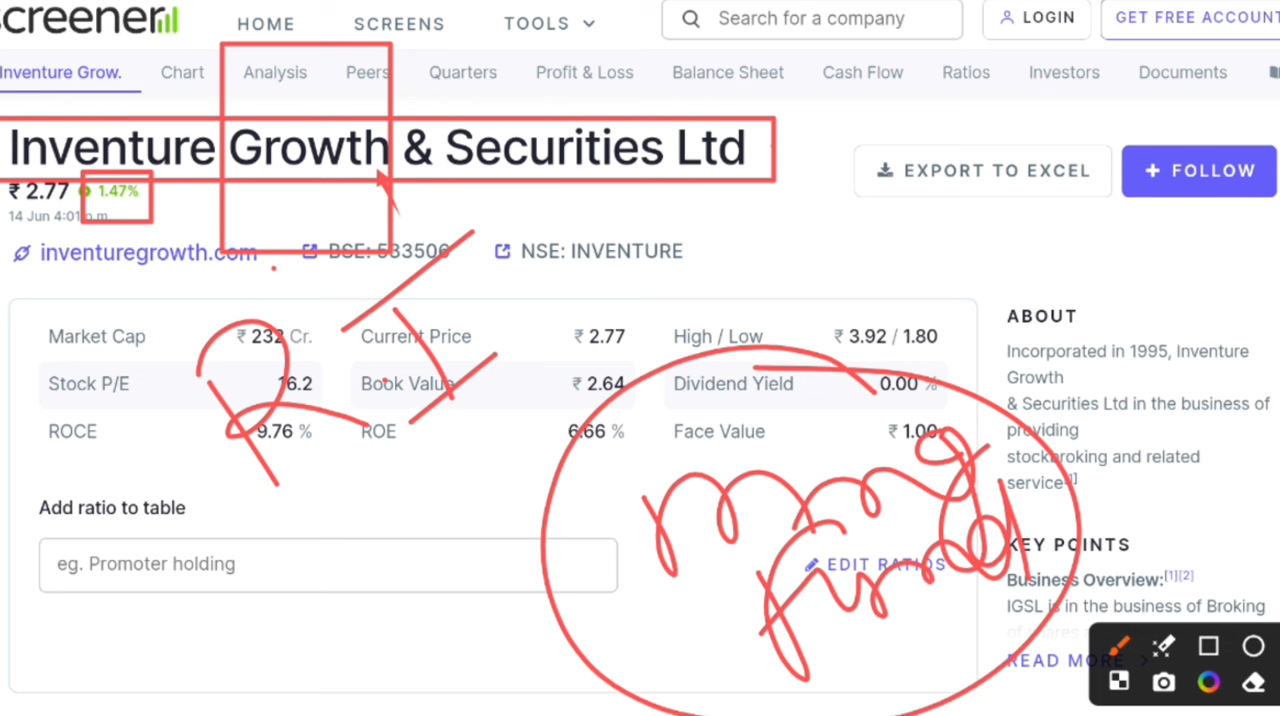 screener
HOME SCREENS TOOLS
Search for a company
LOGIN
GET FREE ACCOUNT
Inventure Grow. Chart Analysis Peers Quarters Profit & Loss Balance Sheet Cash Flow Ratios Investors Documents
Inventure Growth & Securities Ltd
EXPORT TO EXCEL
+ FOLLOW
₹ 2.77 1.47%
14 Jun 4:01 p.m
inventuregrowth.com BSE: 533506 NSE: INVENTURE
Market Cap ₹ 232 Cr. Current Price ₹ 2.77 High / Low ₹ 3.92 / 1.80
Stock P/E 16.2 Book Value ₹ 2.64 Dividend Yield 0.00 %
ROCE 9.76 % ROE 6.66 % Face Value ₹ 1.00
Add ratio to table
eg. Promoter holding
EDIT RATIOS
RI
ABOUT
Incorporated in 1995, Inventure
Growth
& Securities Ltd in the business of
providing
stockbroking and related
service[1]
KEY POINTS
Business Overview:[1][2]
IGSL is in the business of Broking
of shares
READ MORE